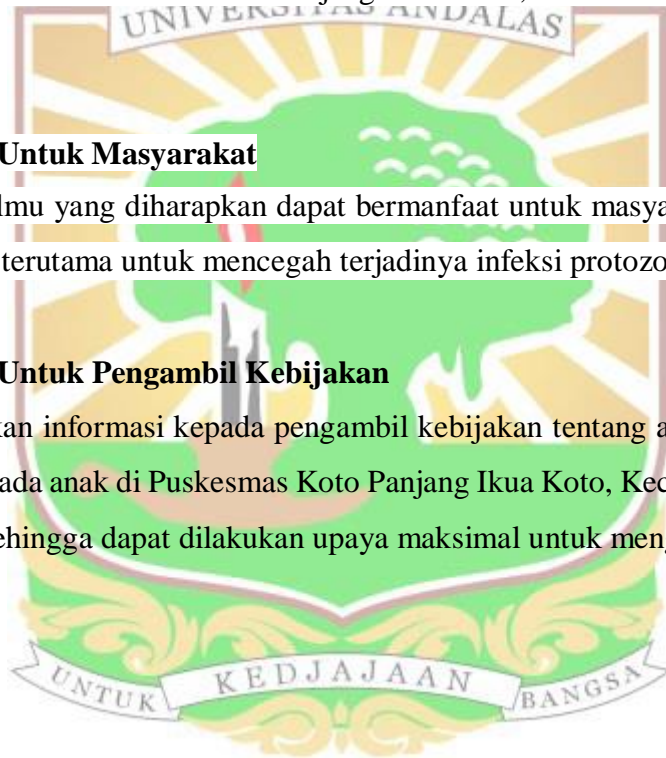 UNIVERSITAS ANDALAS
Untuk Masyarakat
lmu yang diharapkan dapat bermanfaat untuk masya
terutama untuk mencegah terjadinya infeksi protozo
Untuk Pengambil Kebijakan
kan informasi kepada pengambil kebijakan tentang a
ada anak di Puskesmas Koto Panjang Ikua Koto, Kec
ehingga dapat dilakukan upaya maksimal untuk meng
UNTUK KEDJAJAAN BANGSA